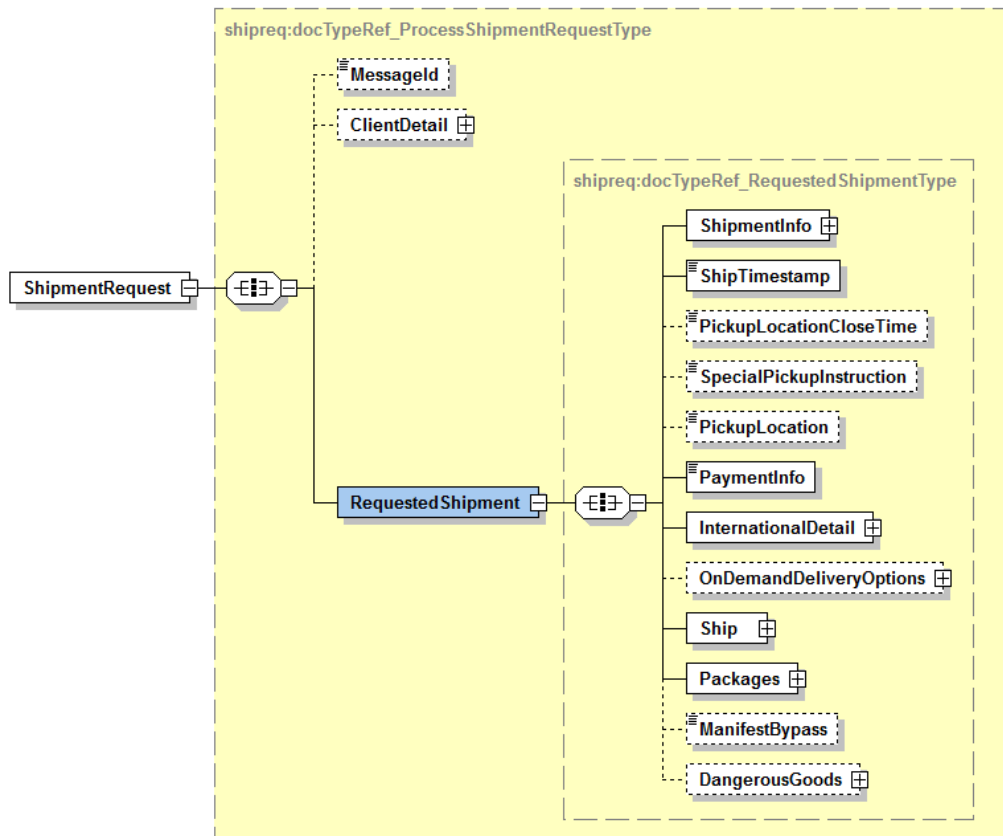 shipreq:docTypeRef_ProcessShipmentRequestType
MessageId
ClientDetail
shipreq:docTypeRef_RequestedShipmentType
ShipmentInfo
ShipTimestamp
ShipmentRequest
PickupLocationCloseTime
SpecialPickupInstruction
PickupLocation
PaymentInfo
RequestedShipment
InternationalDetail
OnDemandDeliveryOptions
Ship
Packages
ManifestBypass
DangerousGoods